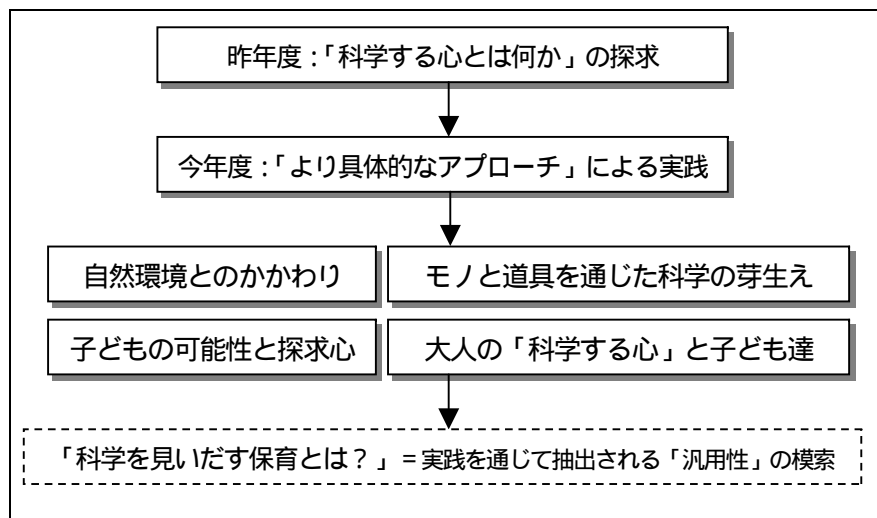 昨年度:「科学する心とは何か」の探求
今年度:「より具体的なアプローチ」による実践
自然環境とのかかわり
モノと道具を通じた科学の芽生え
子どもの可能性と探求心
大人の「科学する心」と子ども達
「科学を見いだす保育とは?」=実践を通じて抽出される「汎用性」の模索